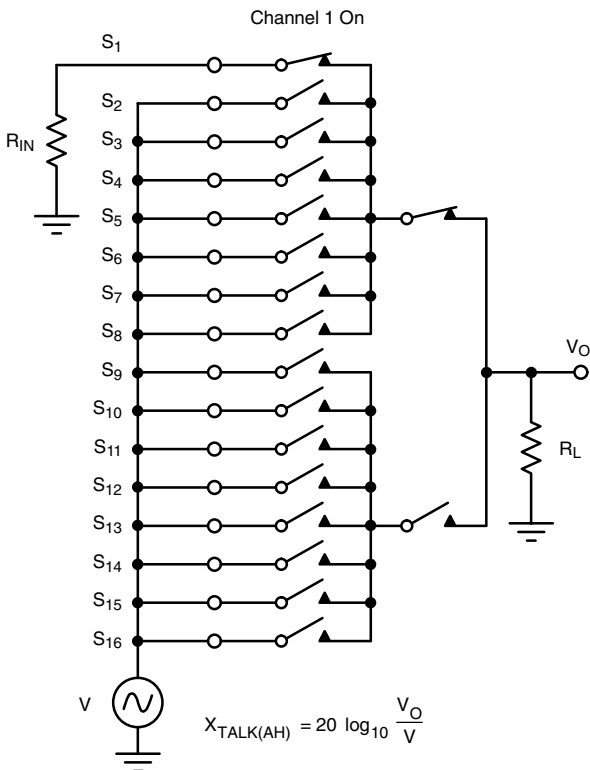 Channel 1 On
S1
S2
RIN
S3
S4
S5
S6
S7
S8
VO
S9
S10
S11
RL
S12
S13
S14
S15
S16
V
XTALK(AH) = 20 log10 VO/V